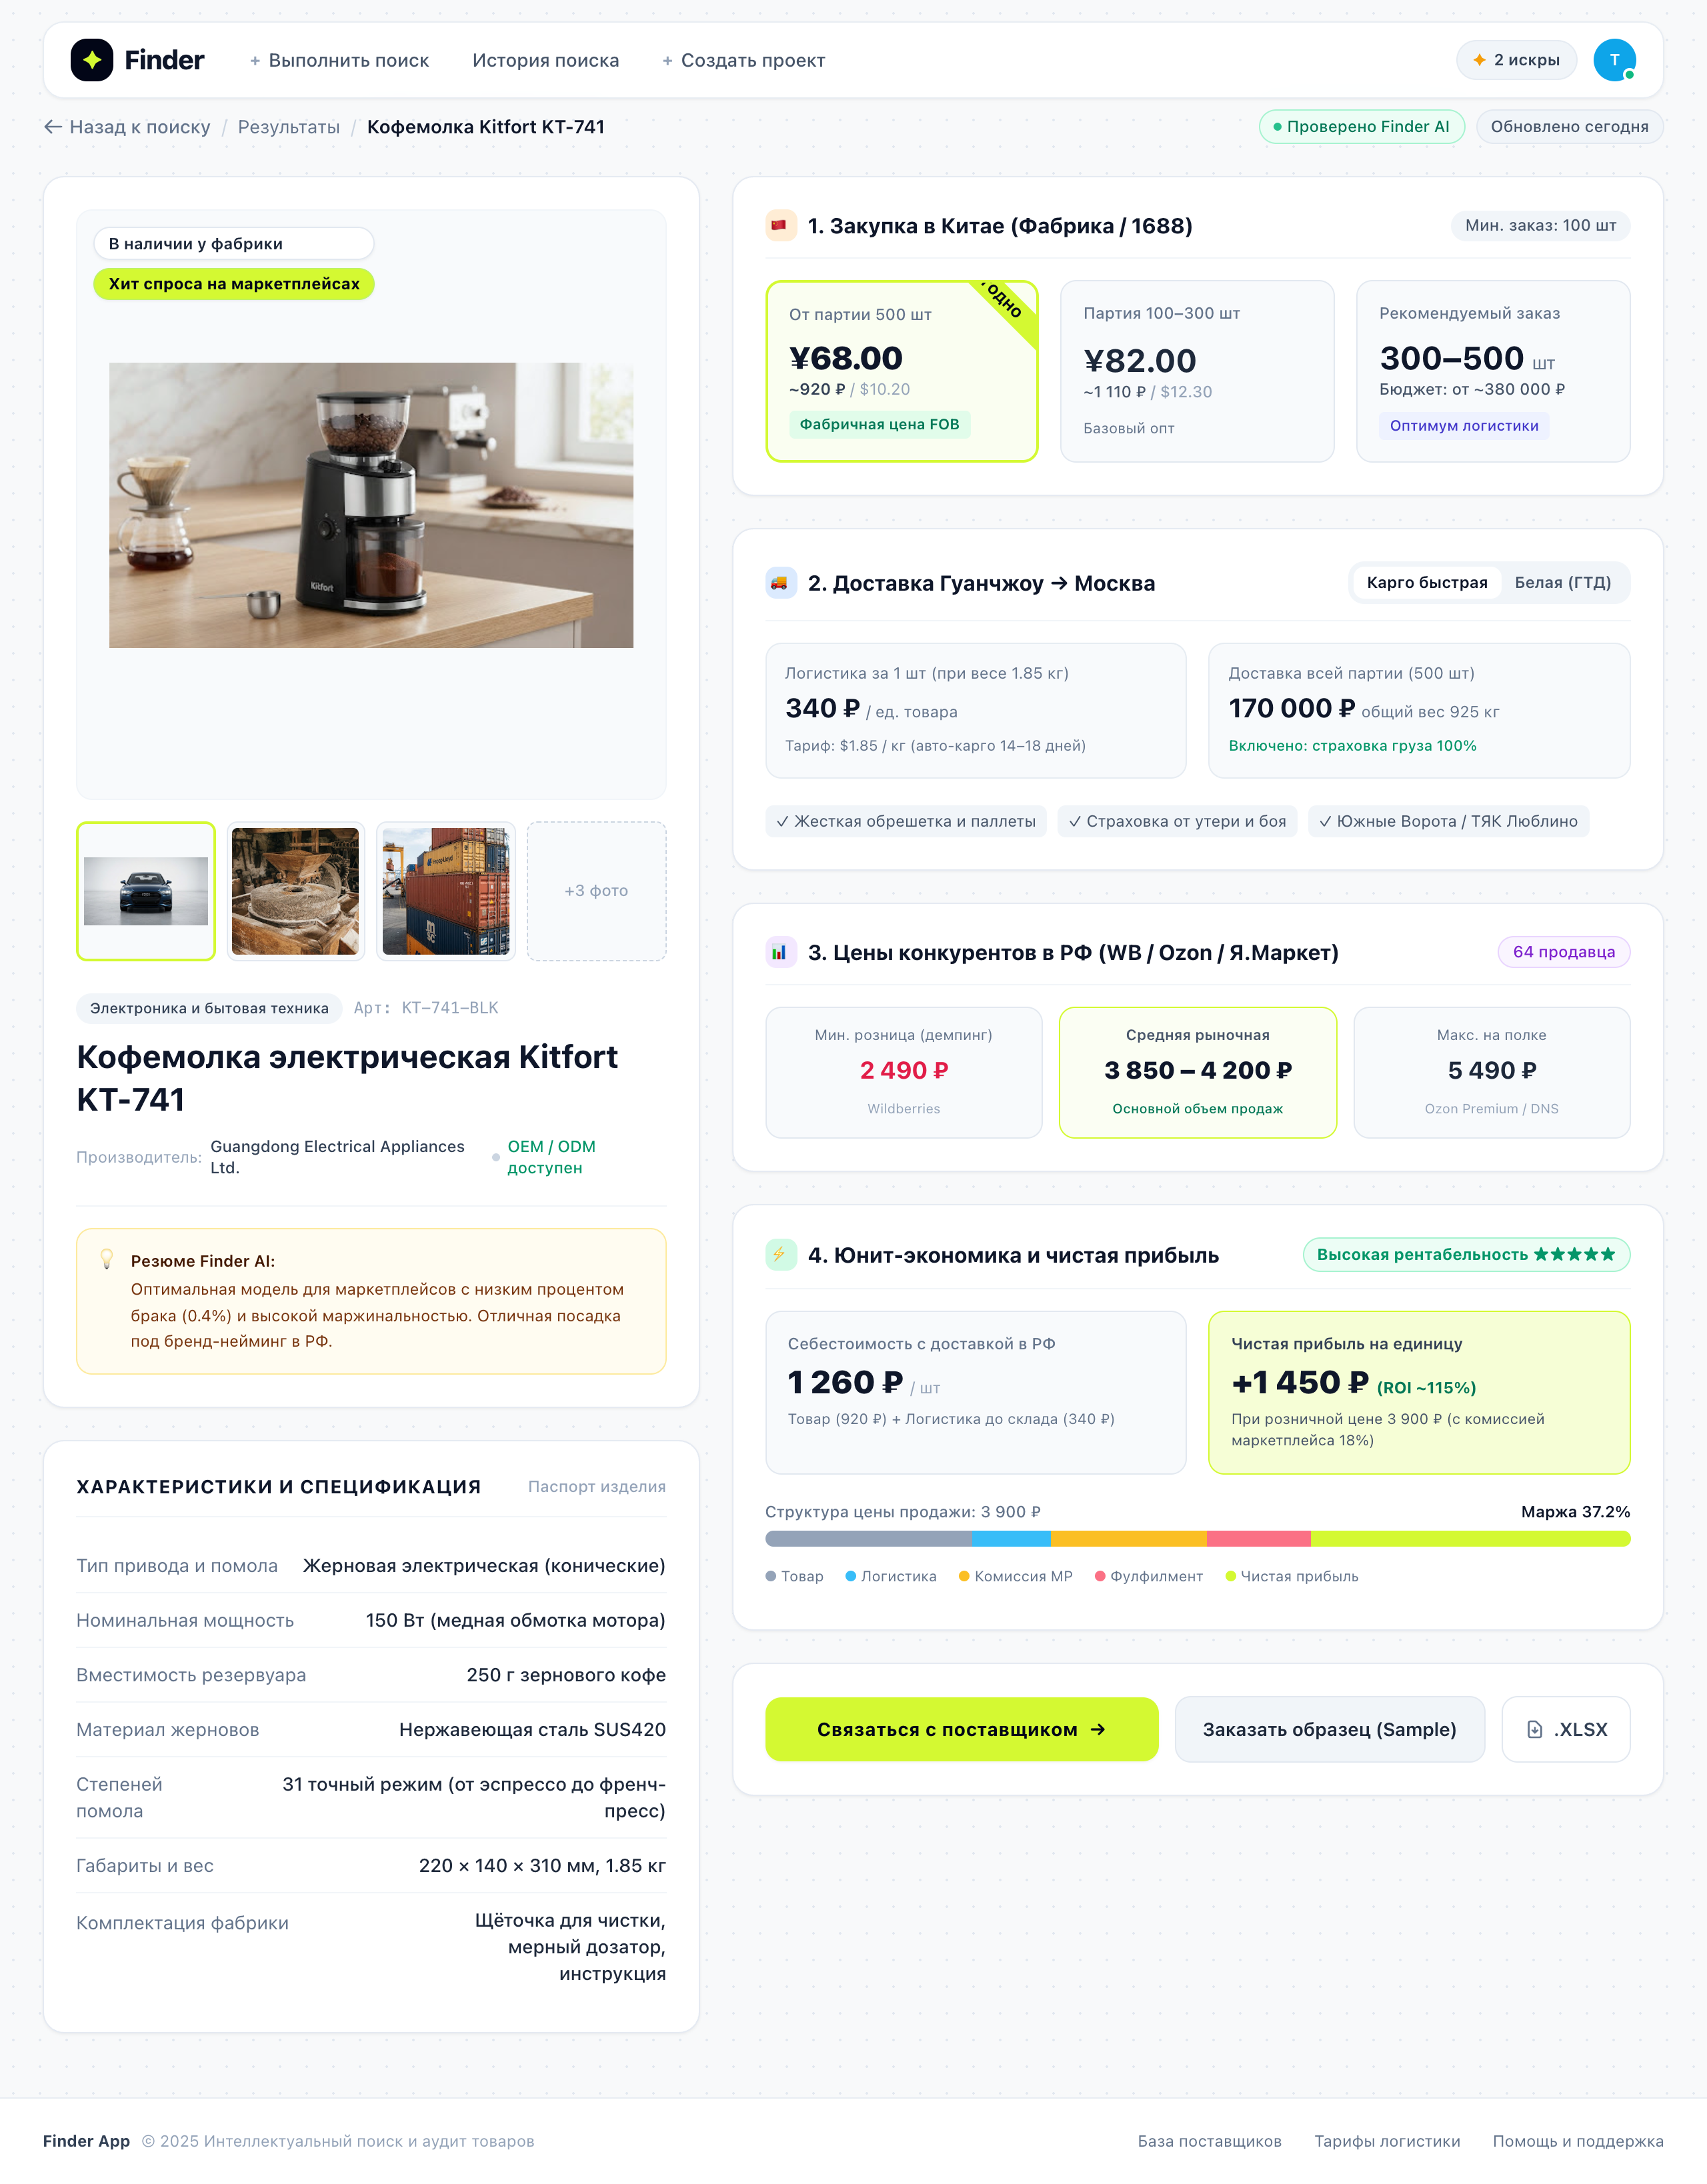 Finder
+ Выполнить поиск
История поиска
+ Создать проект
2 искры
T
← Назад к поиску / Результаты / Кофемолка Kitfort KT-741
Проверено Finder AI
Обновлено сегодня
В наличии у фабрики
Хит спроса на маркетплейсах
Kitfort
+3 фото
Электроника и бытовая техника
Арт: KT-741-BLK
Кофемолка электрическая Kitfort
KT-741
Производитель:
Guangdong Electrical Appliances
Ltd.
OEM / ODM
доступен
Резюме Finder AI:
Оптимальная модель для маркетплейсов с низким процентом
брака (0.4%) и высокой маржинальностью. Отличная посадка
под бренд-нейминг в РФ.
ХАРАКТЕРИСТИКИ И СПЕЦИФИКАЦИЯ
Паспорт изделия
Тип привода и помола
Жерновая электрическая (конические)
Номинальная мощность
150 Вт (медная обмотка мотора)
Вместимость резервуара
250 г зернового кофе
Материал жерновов
Нержавеющая сталь SUS420
Степеней
помола
31 точный режим (от эспрессо до френч-
пресс)
Габариты и вес
220 × 140 × 310 мм, 1.85 кг
Комплектация фабрики
Щёточка для чистки,
мерный дозатор,
инструкция
1. Закупка в Китае (Фабрика / 1688)
Мин. заказ: 100 шт
От партии 500 шт
годно
¥68.00
~920 ₽ / $10.20
Фабричная цена FOB
Партия 100–300 шт
¥82.00
~1 110 ₽ / $12.30
Базовый опт
Рекомендуемый заказ
300–500 шт
Бюджет: от ~380 000 ₽
Оптимум логистики
2. Доставка Гуанчжоу → Москва
Карго быстрая
Белая (ГТД)
Логистика за 1 шт (при весе 1.85 кг)
340 ₽ / ед. товара
Тариф: $1.85 / кг (авто-карго 14–18 дней)
Доставка всей партии (500 шт)
170 000 ₽ общий вес 925 кг
Включено: страховка груза 100%
✓ Жесткая обрешетка и паллеты
✓ Страховка от утери и боя
✓ Южные Ворота / ТЯК Люблино
3. Цены конкурентов в РФ (WB / Ozon / Я.Маркет)
64 продавца
Мин. розница (демпинг)
2 490 ₽
Wildberries
Средняя рыночная
3 850 – 4 200 ₽
Основной объем продаж
Макс. на полке
5 490 ₽
Ozon Premium / DNS
4. Юнит-экономика и чистая прибыль
Высокая рентабельность ★★★★★
Себестоимость с доставкой в РФ
1 260 ₽ / шт
Товар (920 ₽) + Логистика до склада (340 ₽)
Чистая прибыль на единицу
+1 450 ₽ (ROI ~115%)
При розничной цене 3 900 ₽ (с комиссией
маркетплейса 18%)
Структура цены продажи: 3 900 ₽
Маржа 37.2%
Товар
Логистика
Комиссия МР
Фулфилмент
Чистая прибыль
Связаться с поставщиком →
Заказать образец (Sample)
.XLSX
Finder App © 2025 Интеллектуальный поиск и аудит товаров
База поставщиков
Тарифы логистики
Помощь и поддержка